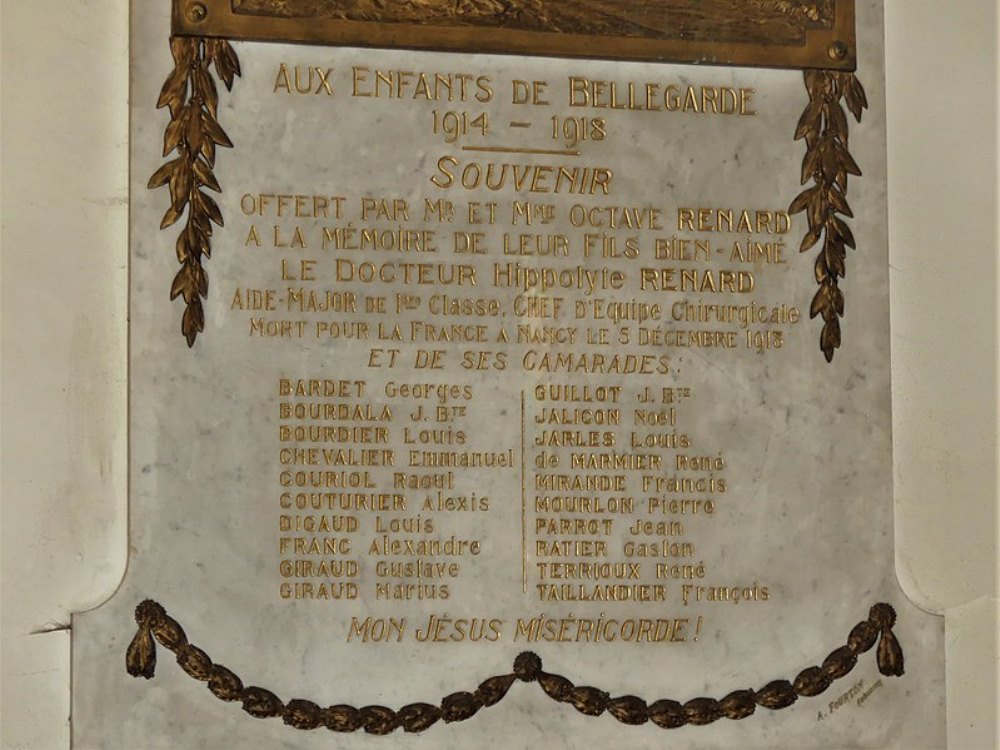 AUX ENFANTS DE BELLEGARDE
1914 – 1918
SOUVENIR
OFFERT PAR MR ET MME OCTAVE RENARD
A LA MÉMOIRE DE LEUR FILS BIEN-AIMÉ
LE DOCTEUR Hippolyte RENARD
AIDE-MAJOR DE 1RE Classe, CHEF D'Equipe Chirurgicale
MORT POUR LA FRANCE À NANCY LE 5 DÉCEMBRE 1918
ET DE SES CAMARADES:
BARDET Georges
BOURDALA J. BTE
BOURDIER Louis
CHEVALIER Emmanuel
COURIOL Raoul
COUTURIER Alexis
DIGAUD Louis
FRANC Alexandre
GIRAUD Gustave
GIRAUD Marius
GUILLOT J. BTE
JALICON Noël
JARLES Louis
de MARMIER René
MIRANDE Francis
MOURLON Pierre
PARROT Jean
RATIER Gaston
TERRIOUX René
TAILLANDIER François
MON JÉSUS MISÉRICORDE!
A. FOURTON